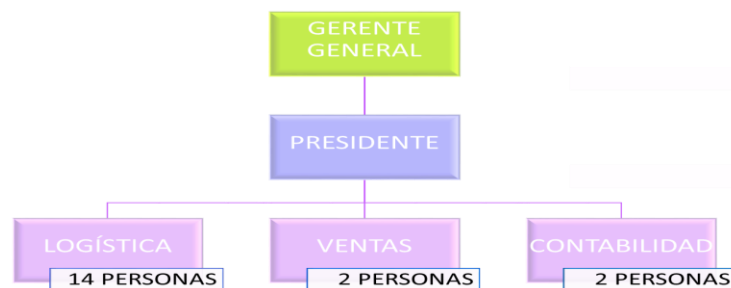 GERENTE
GENERAL
PRESIDENTE
LOGÍSTICA
14 PERSONAS
VENTAS
2 PERSONAS
CONTABILIDAD
2 PERSONAS